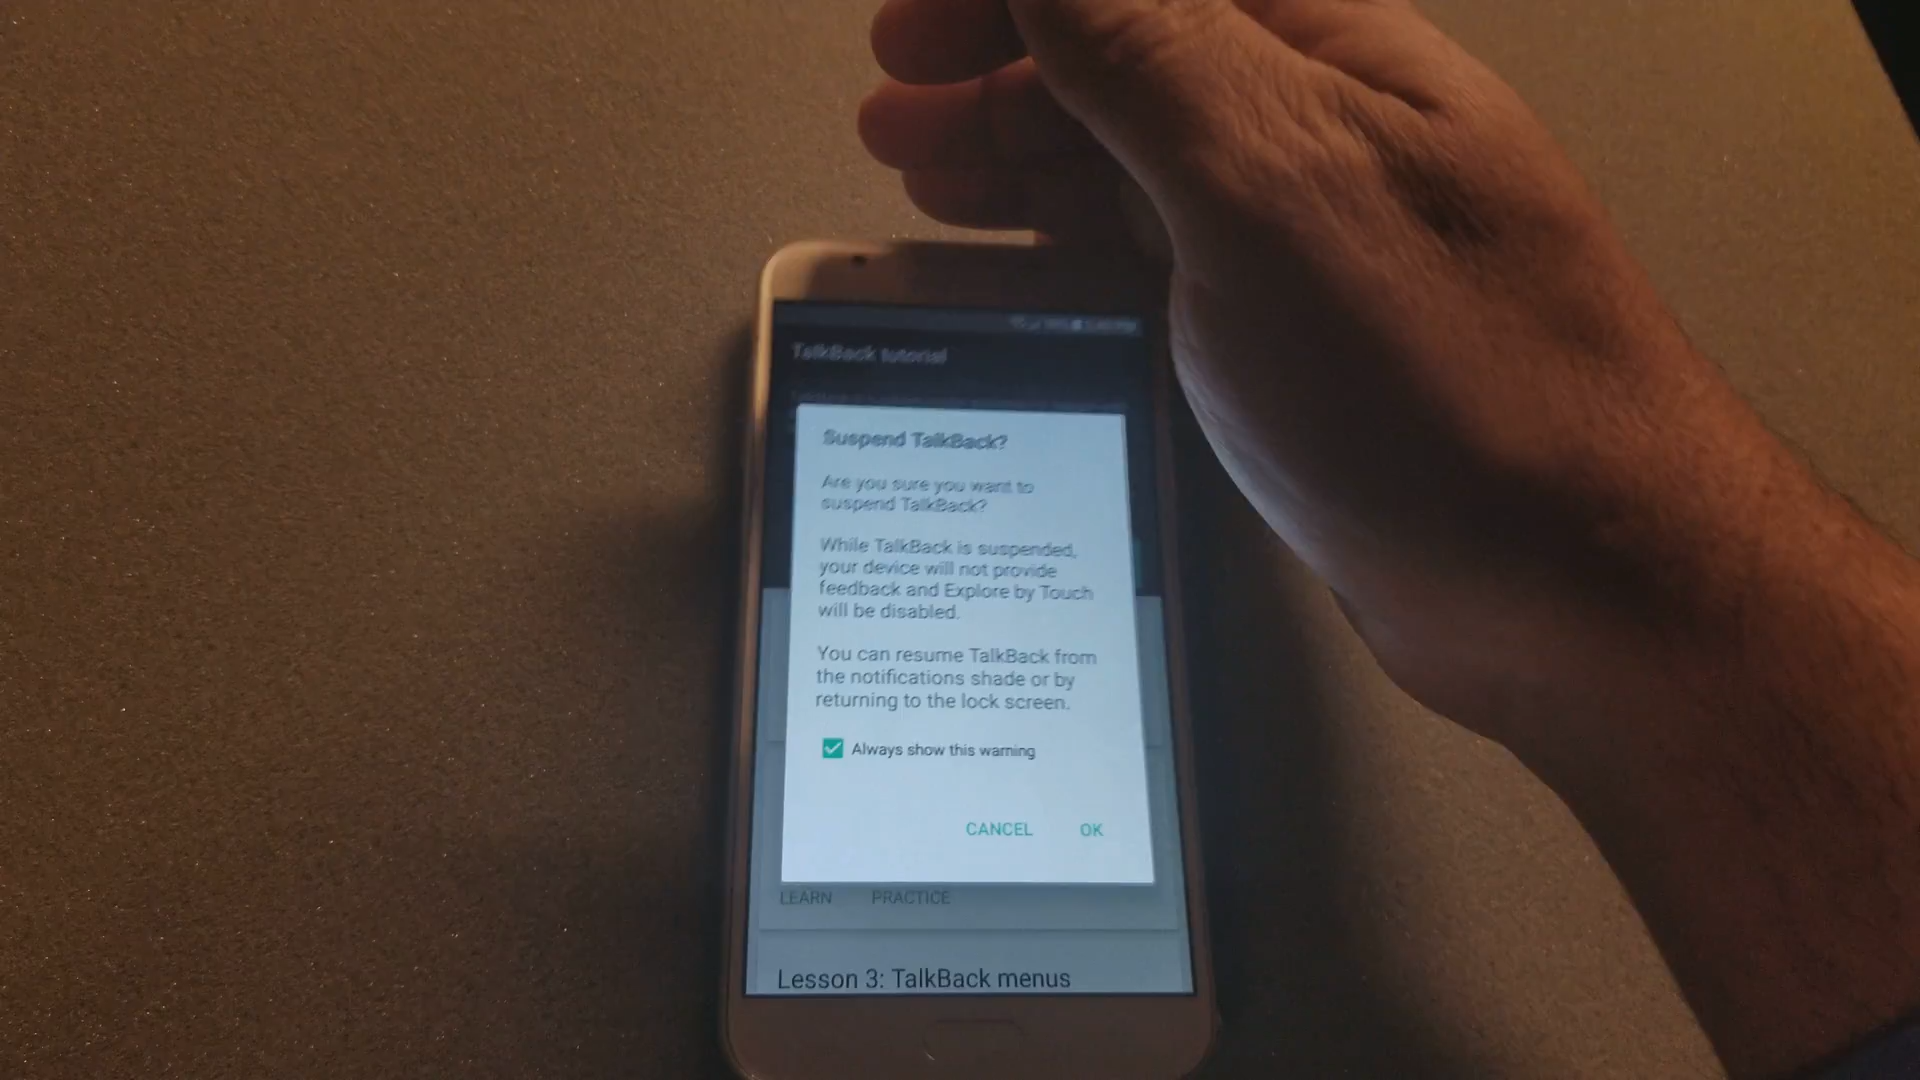 TalkBack tutorial
Suspend TalkBack?
Are you sure you want to
suspend TalkBack?
While TalkBack is suspended,
your device will not provide
feedback and Explore by Touch
will be disabled.
You can resume TalkBack from
the notifications shade or by
returning to the lock screen.
Always show this warning
CANCEL OK
LEARN PRACTICE
Lesson 3: TalkBack menus